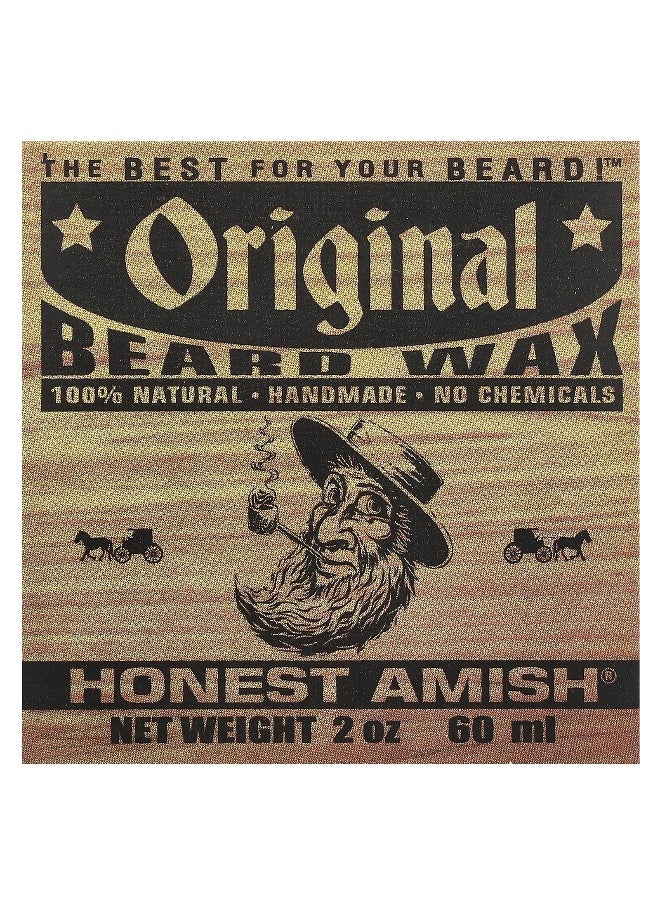 THE BEST FOR YOUR BEARD!™
Original
BEARD WAX
100% NATURAL • HANDMADE • NO CHEMICALS
HONEST AMISH®
NET WEIGHT 2 oz 60 ml